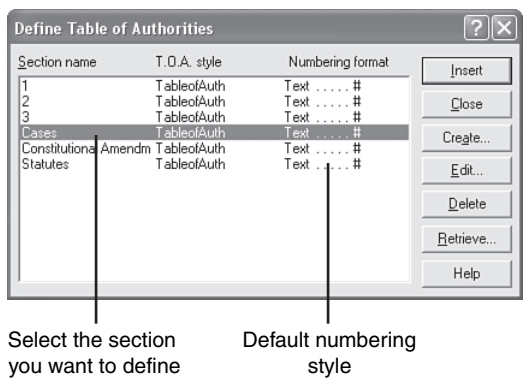 Define Table of Authorities
Section name T.O.A. style Numbering format
1 TableofAuth Text ..... #
2 TableofAuth Text ..... #
3 TableofAuth Text ..... #
Cases TableofAuth Text ..... #
Constitutional Amendm TableofAuth Text ..... #
Statutes TableofAuth Text ..... #
Insert
Close
Create...
Edit...
Delete
Retrieve...
Help
Select the section
you want to define
Default numbering
style